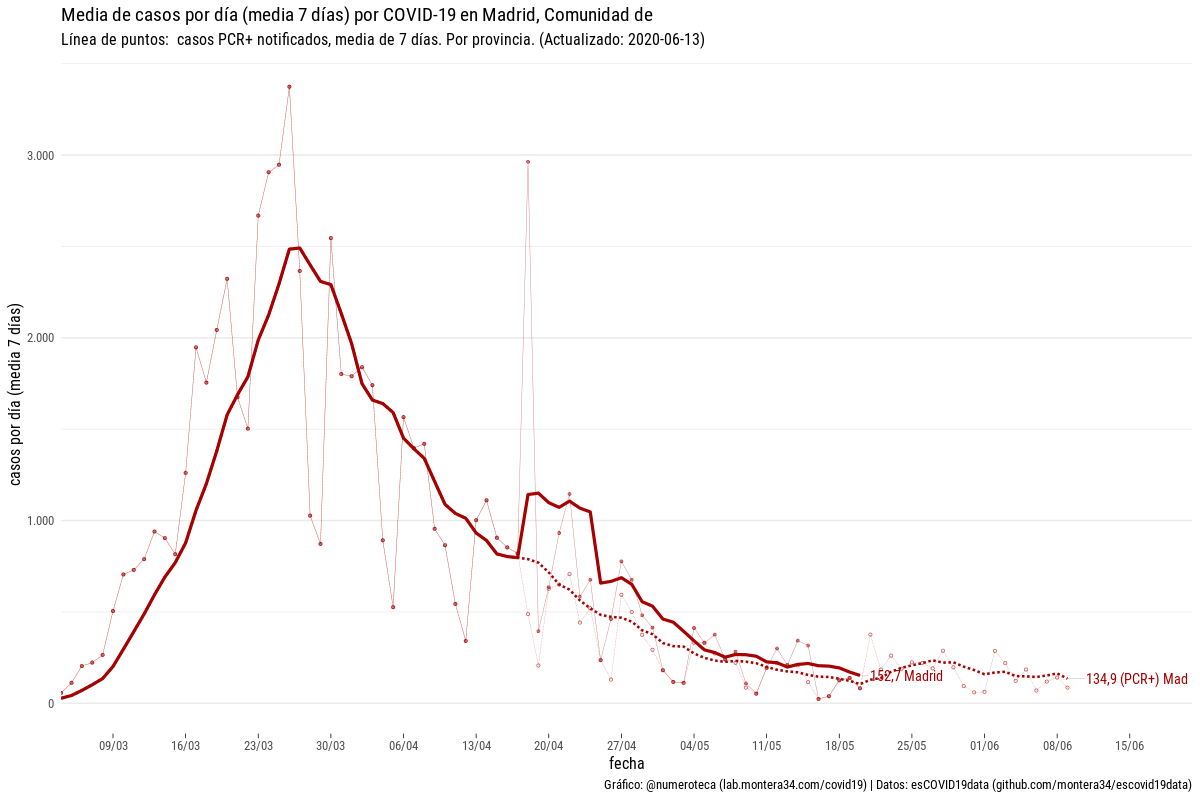 Media de casos por día (media 7 días) por COVID-19 en Madrid, Comunidad de
Línea de puntos:  casos PCR+ notificados, media de 7 días. Por provincia. (Actualizado: 2020-06-13)
casos por día (media 7 días)
3.000
2.000
1.000
0
152,7 Madrid
134,9 (PCR+) Mad
09/03 16/03 23/03 30/03 06/04 13/04 20/04 27/04 04/05 11/05 18/05 25/05 01/06 08/06 15/06
fecha
Gráfico: @numeroteca (lab.montera34.com/covid19) | Datos: esCOVID19data (github.com/montera34/escovid19data)